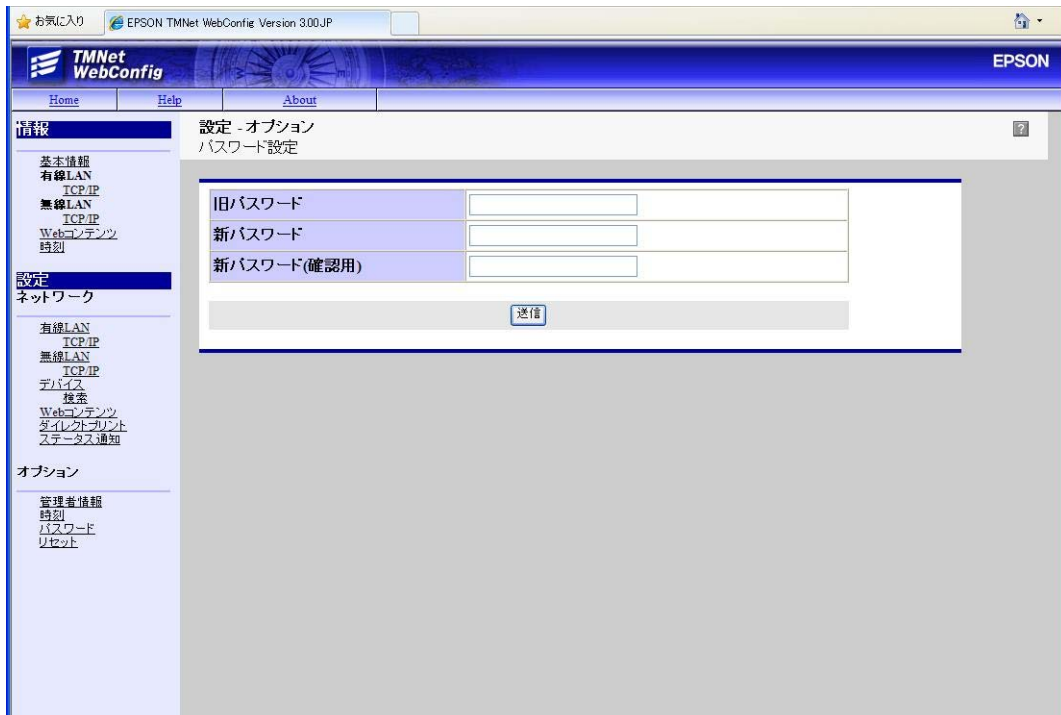 お気に入り
EPSON TMNet WebConfig Version 3.00JP
TMNet
WebConfig
EPSON
Home
Help
About
情報
基本情報
有線LAN
TCP/IP
無線LAN
TCP/IP
Webコンテンツ
時刻
設定
ネットワーク
有線LAN
TCP/IP
無線LAN
TCP/IP
デバイス
検索
Webコンテンツ
ダイレクトプリント
ステータス通知
オプション
管理者情報
時刻
パスワード
リセット
設定 - オプション
パスワード設定
?
旧パスワード
新パスワード
新パスワード(確認用)
送信